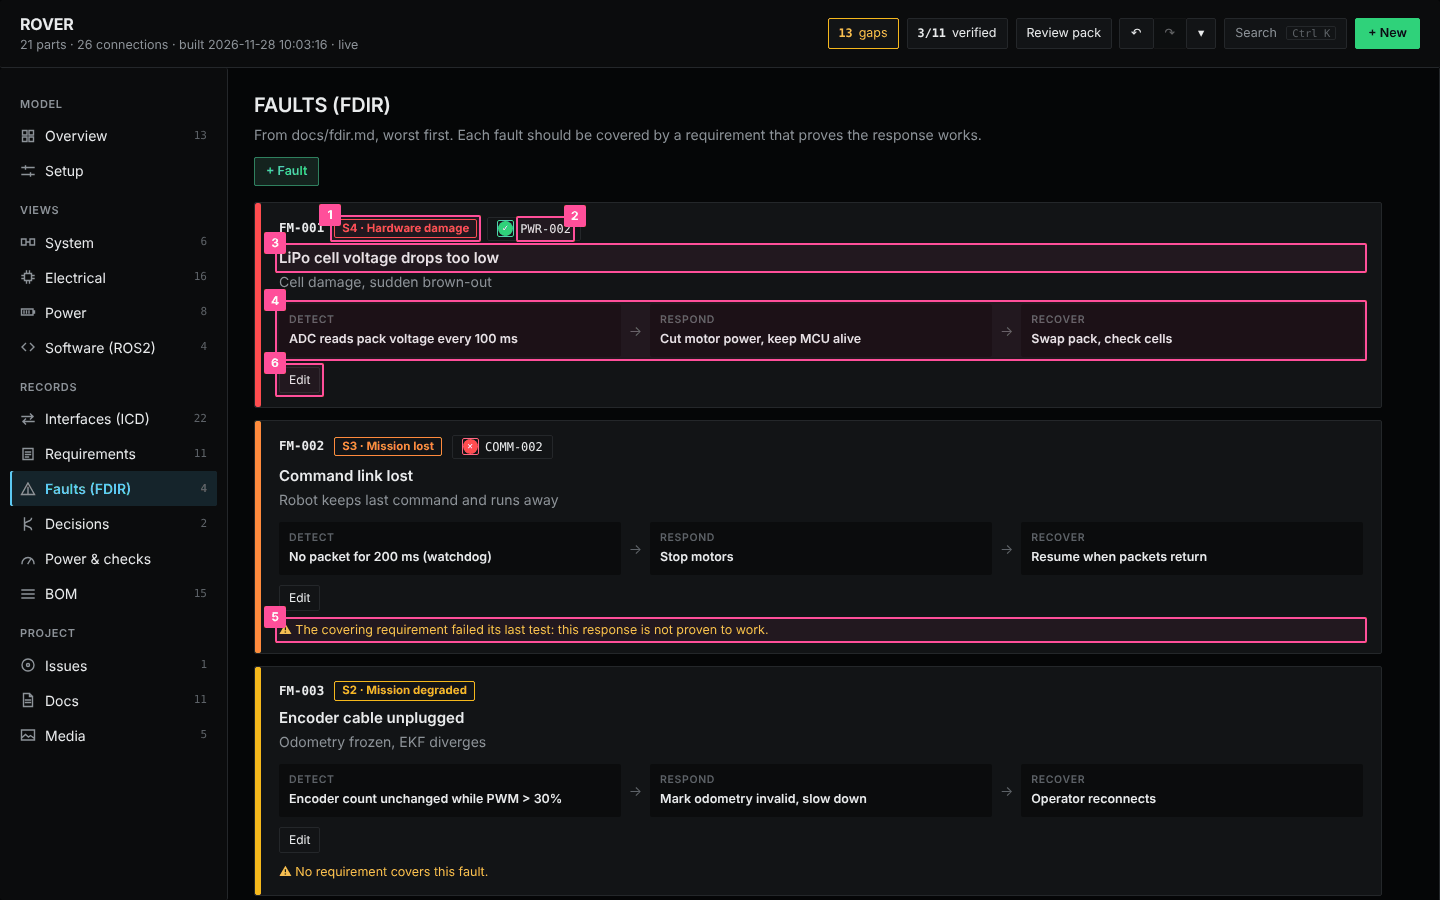 ROVER
21 parts · 26 connections · built 2026-11-28 10:03:16 · live
13 gaps
3/11 verified
Review pack
Search Ctrl K
+ New
MODEL
Overview 13
Setup
VIEWS
System 6
Electrical 16
Power 8
Software (ROS2) 4
RECORDS
Interfaces (ICD) 22
Requirements 11
Faults (FDIR) 4
Decisions 2
Power & checks
BOM 15
PROJECT
Issues 1
Docs 11
Media 5
FAULTS (FDIR)
From docs/fdir.md, worst first. Each fault should be covered by a requirement that proves the response works.
+ Fault
1
2
FM-001 S4 · Hardware damage PWR-002
3
LiPo cell voltage drops too low
Cell damage, sudden brown-out
4
DETECT
ADC reads pack voltage every 100 ms
→
RESPOND
Cut motor power, keep MCU alive
→
RECOVER
Swap pack, check cells
6
Edit
FM-002 S3 · Mission lost COMM-002
Command link lost
Robot keeps last command and runs away
DETECT
No packet for 200 ms (watchdog)
→
RESPOND
Stop motors
→
RECOVER
Resume when packets return
Edit
5
⚠ The covering requirement failed its last test: this response is not proven to work.
FM-003 S2 · Mission degraded
Encoder cable unplugged
Odometry frozen, EKF diverges
DETECT
Encoder count unchanged while PWM > 30%
→
RESPOND
Mark odometry invalid, slow down
→
RECOVER
Operator reconnects
Edit
⚠ No requirement covers this fault.